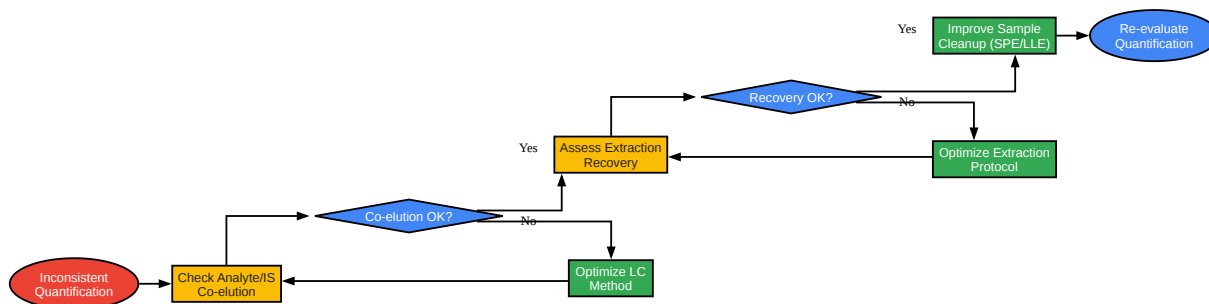 Yes
Improve Sample
Cleanup (SPE/LLE)
Re-evaluate
Quantification
Recovery OK?
No
Yes
Assess Extraction
Recovery
Optimize Extraction
Protocol
Co-elution OK?
No
Inconsistent
Quantification
Check Analyte/IS
Co-elution
Optimize LC
Method